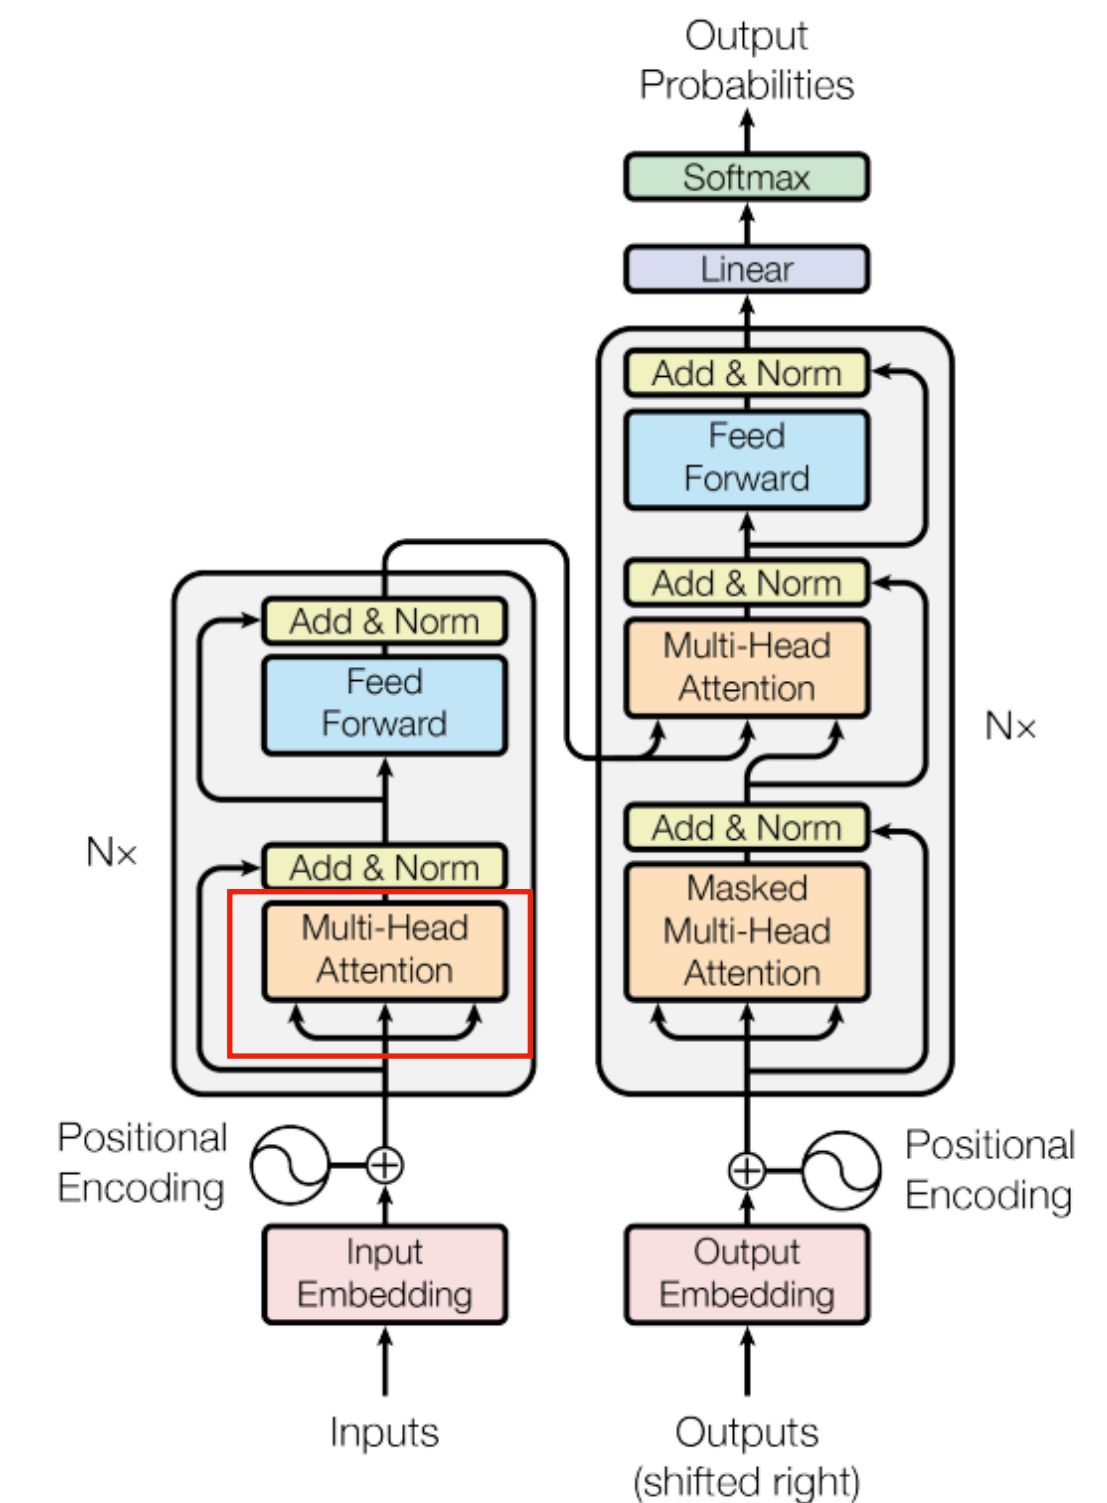 Output
Probabilities
Softmax
Linear
Add & Norm
Feed
Forward
Add & Norm
Multi-Head
Attention
Nx
Add & Norm
Masked
Multi-Head
Attention
Add & Norm
Feed
Forward
Nx
Add & Norm
Multi-Head
Attention
Positional
Encoding
Positional
Encoding
Input
Embedding
Output
Embedding
Inputs
Outputs
(shifted right)